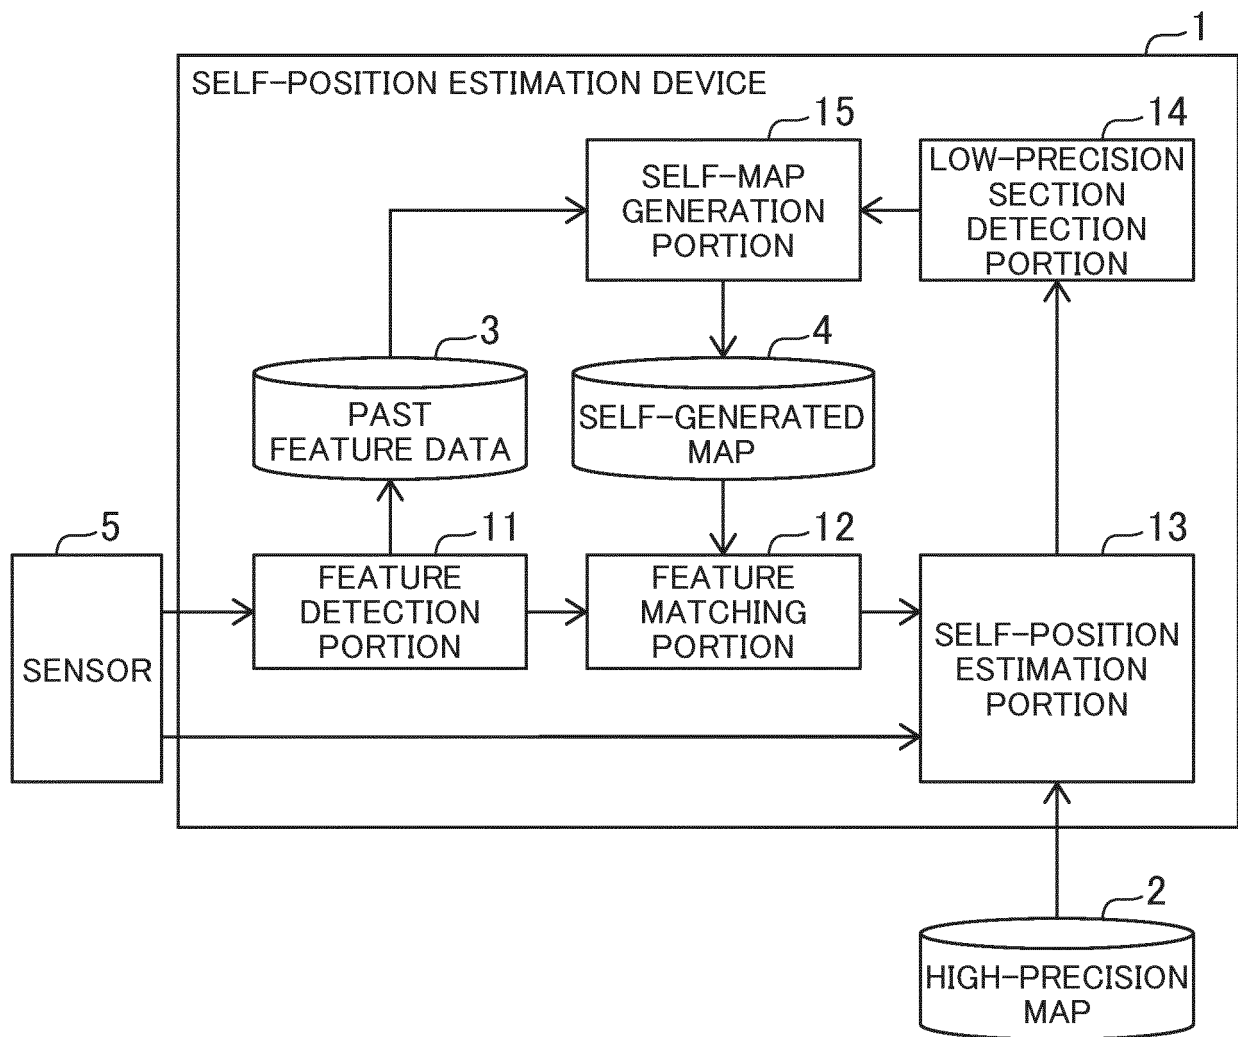 1
SELF-POSITION ESTIMATION DEVICE
15
14
SELF-MAP
GENERATION
PORTION
LOW-PRECISION
SECTION
DETECTION
PORTION
3
4
PAST
FEATURE DATA
SELF-GENERATED
MAP
5
11
12
13
SENSOR
FEATURE
DETECTION
PORTION
FEATURE
MATCHING
PORTION
SELF-POSITION
ESTIMATION
PORTION
2
HIGH-PRECISION
MAP